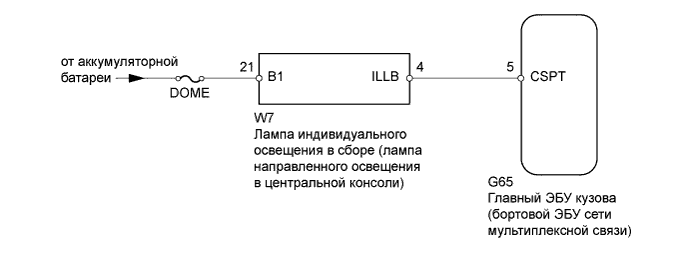 от аккумуляторной
батареи
DOME
21
B1
ILLB
4
5
CSPT
W7
Лампа индивидуального
освещения в сборе (лампа
направленного освещения
в центральной консоли)
G65
Главный ЭБУ кузова
(бортовой ЭБУ сети
мультиплексной связи)